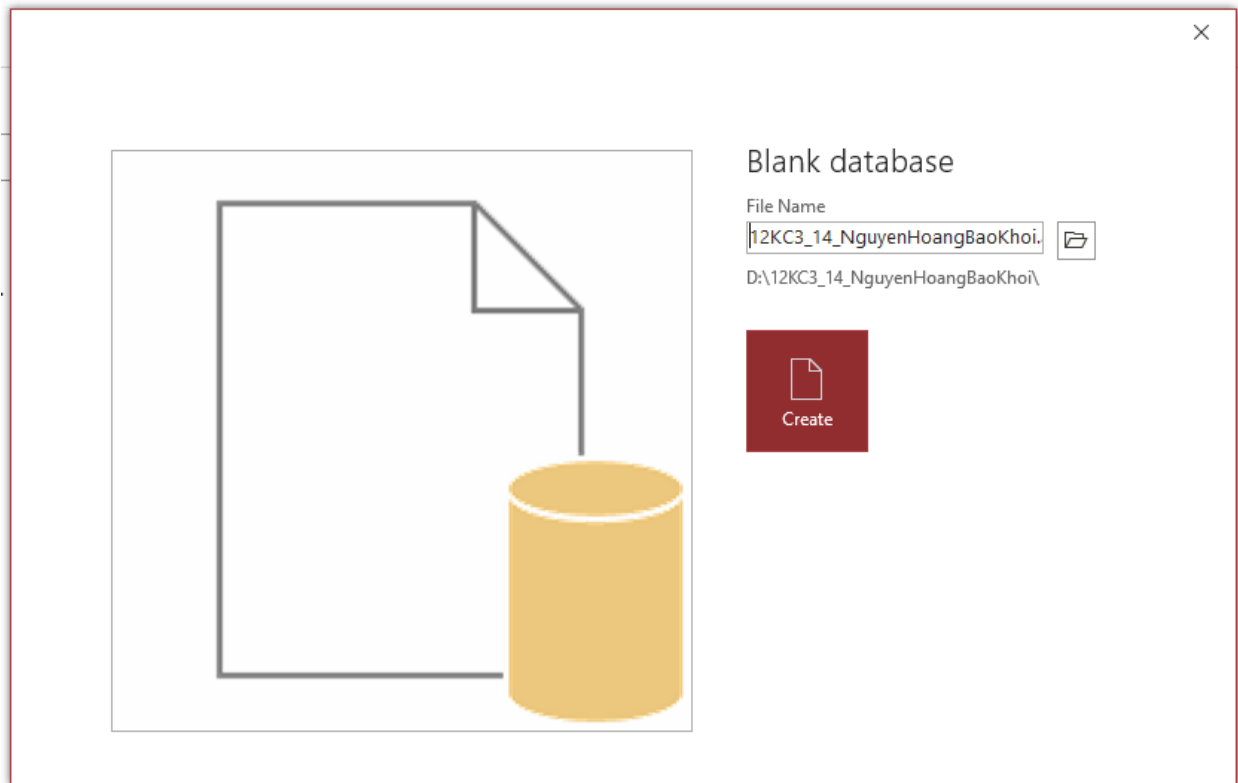 Blank database
File Name
12KC3_14_NguyenHoangBaoKhoi.
D:\12KC3_14_NguyenHoangBaoKhoi\
Create